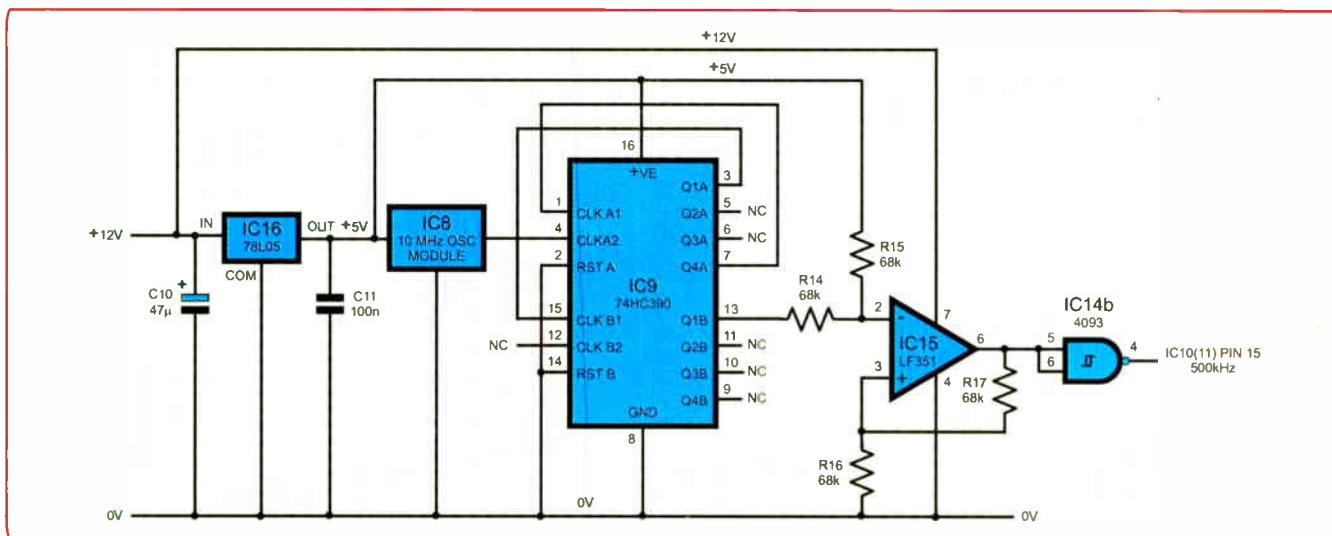 +12V
+5V
16
+VE
3
Q1A
1
CLK A1
5
Q2A
NC
+12V
IN
IC16
78L05
OUT
+5V
IC8
10 MHz OSC
MODULE
4
CLKA2
6
Q3A
NC
R15
68k
COM
2
RST A
7
Q4A
C10
47µ
+
C11
100n
IC9
74HC390
R14
68k
15
CLK B1
13
Q1B
2
-
7
IC14b
4093
NC
12
CLK B2
11
Q2B
NC
IC15
LF351
6
5
6
4
IC10(11) PIN 15
500kHz
14
RST B
10
Q3B
NC
3
+
4
R17
68k
9
Q4B
NC
GND
8
R16
68k
0V
0V
0V